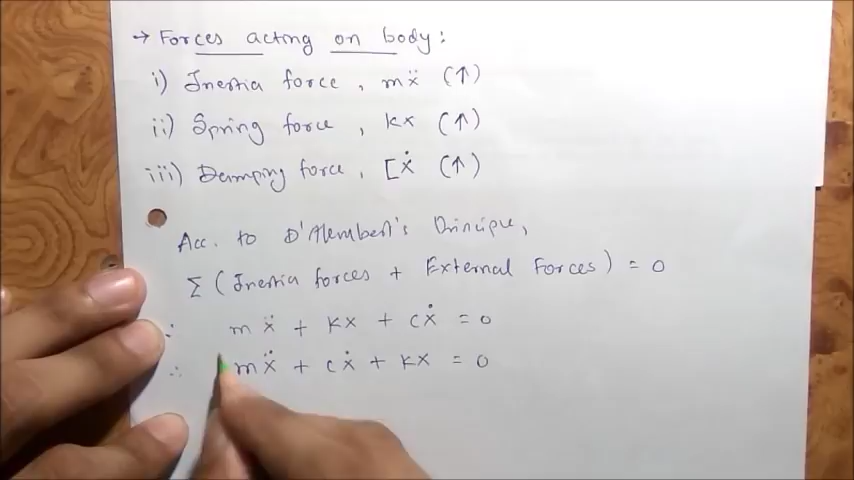 → Forces acting on body:
i) Inertia force, mẍ (↑)
ii) Spring force, kx (↑)
iii) Damping force, [ẋ (↑)
Acc. to D'Alembert's Principle,
Σ (Inertia forces + External Forces) = 0
∴ mẍ + kx + cẋ = 0
∴ mẍ + cẋ + kx = 0